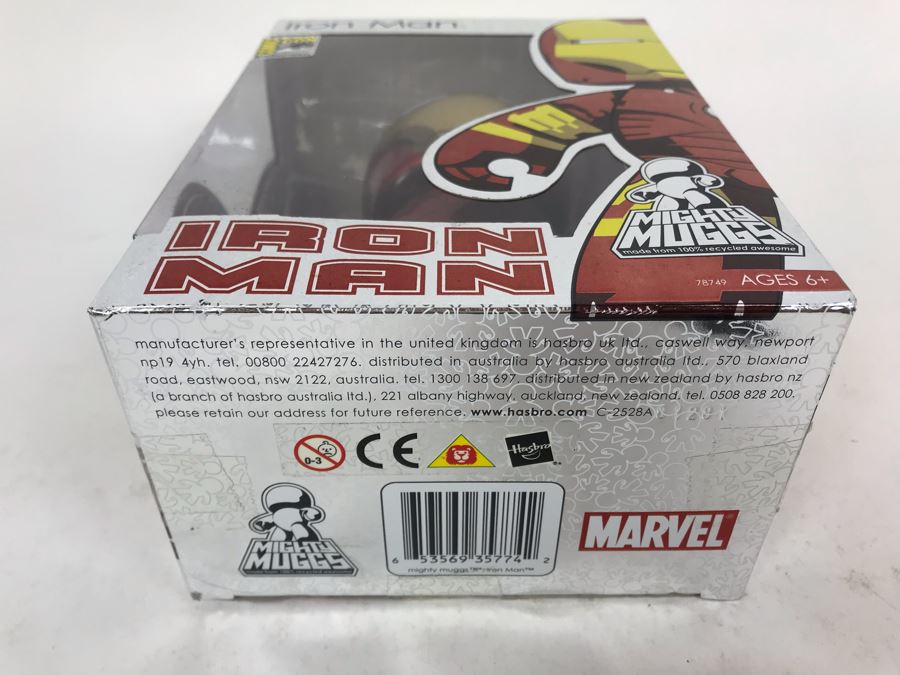 Iron Man
IRON
MAN
MIGHTY
MUGGS
made from 100% recycled awesome
78749 AGES 6+
manufacturer's representative in the united kingdom is hasbro uk ltd., caswell way, newport
np19 4yh. tel. 00800 22427276. distributed in australia by hasbro australia ltd., 570 blaxland
road, eastwood, nsw 2122, australia. tel. 1300 138 697. distributed in new zealand by hasbro nz
(a branch of hasbro australia ltd.), 221 albany highway, auckland, new zealand. tel. 0508 828 200.
please retain our address for future reference. www.hasbro.com C-2528A
0-3 CE Hasbro
MIGHTY
MUGGS
6 53569 35774 2
mighty muggs™ Iron Man™
MARVEL